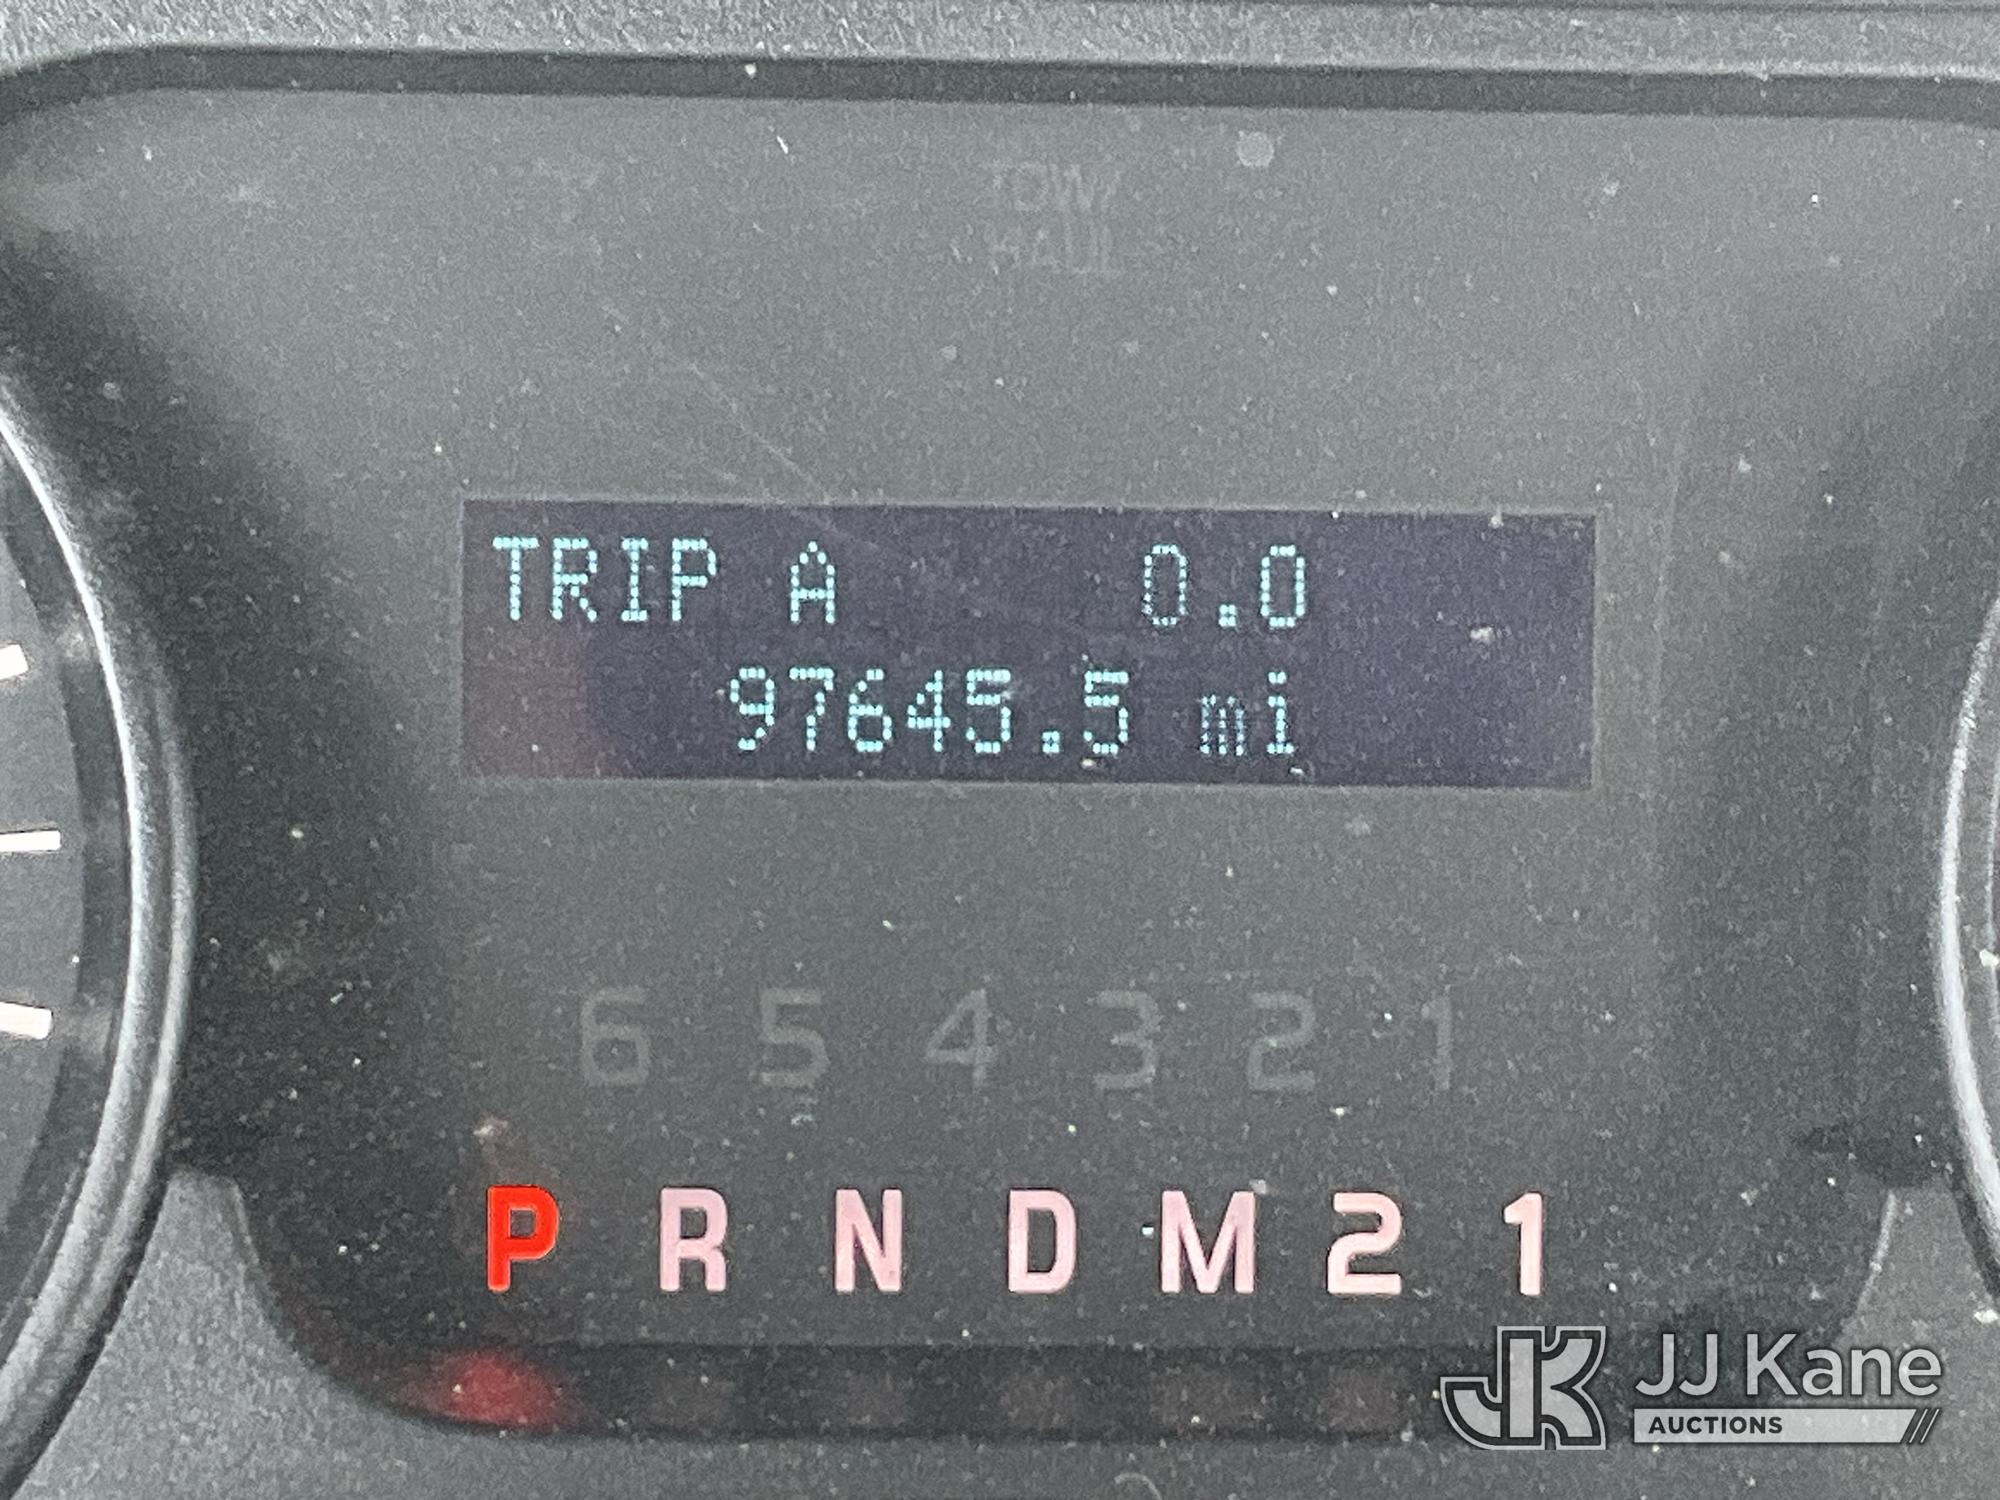 TOW/
HAUL
TRIP A 0.0
97645.5 mi
6 5 4 3 2 1
P R N D M 2 1
JK JJ Kane
AUCTIONS